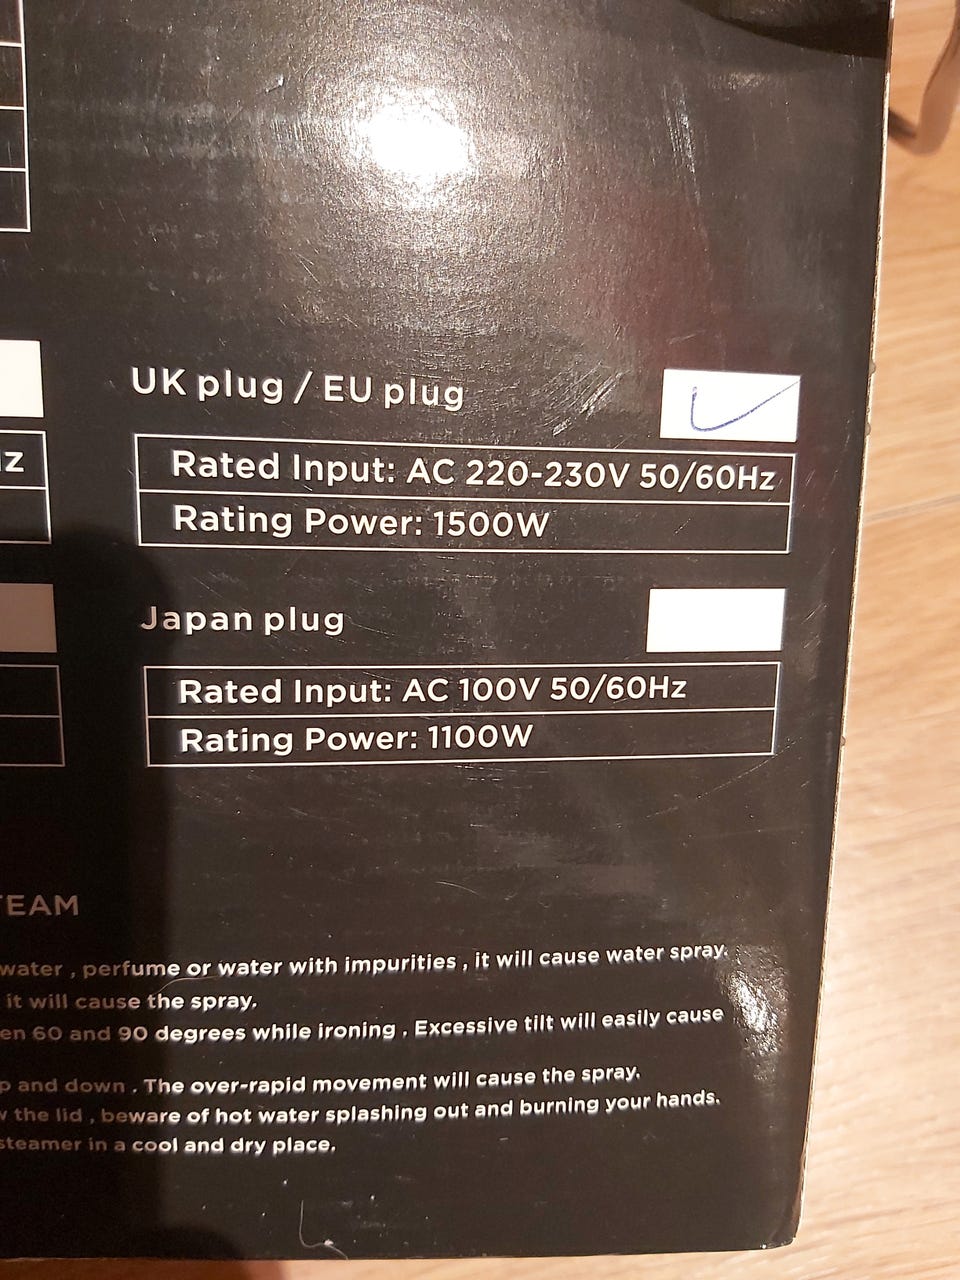 UK plug / EU plug
Rated Input: AC 220-230V 50/60Hz
Rating Power: 1500W
Japan plug
Rated Input: AC 100V 50/60Hz
Rating Power: 1100W
water , perfume or water with impurities , it will cause water spray.
it will cause the spray.
60 and 90 degrees while ironing . Excessive tilt will easily cause
and down . The over-rapid movement will cause the spray.
the lid , beware of hot water splashing out and burning your hands.
steamer in a cool and dry place.